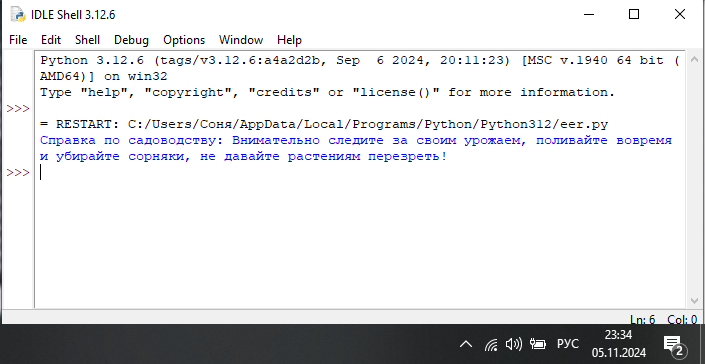 IDLE Shell 3.12.6
File Edit Shell Debug Options Window Help
Python 3.12.6 (tags/v3.12.6:a4a2d2b, Sep  6 2024, 20:11:23) [MSC v.1940 64 bit (
AMD64)] on win32
Type "help", "copyright", "credits" or "license()" for more information.
>>>
= RESTART: C:/Users/Соня/AppData/Local/Programs/Python/Python312/eer.py
Справка по садоводству: Внимательно следите за своим урожаем, поливайте вовремя
и убирайте сорняки, не давайте растениям перезреть!
>>>
Ln: 6 Col: 0
РУС
23:34
05.11.2024
2